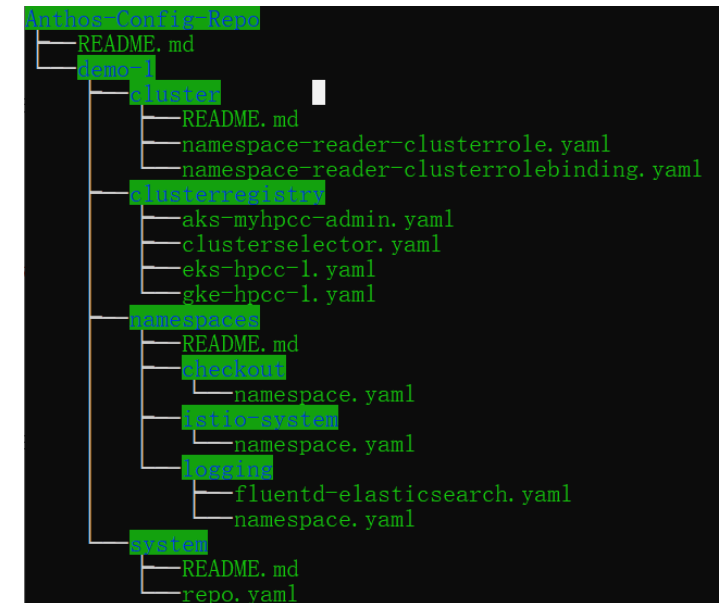 Anthos-Config-Repo
README.md
demo-1
cluster
README.md
namespace-reader-clusterrole.yaml
namespace-reader-clusterrolebinding.yaml
clusterregistry
aks-myhpcc-admin.yaml
clusterselector.yaml
eks-hpcc-1.yaml
gke-hpcc-1.yaml
namespaces
README.md
checkout
namespace.yaml
istio-system
namespace.yaml
logging
fluentd-elasticsearch.yaml
namespace.yaml
system
README.md
repo.yaml